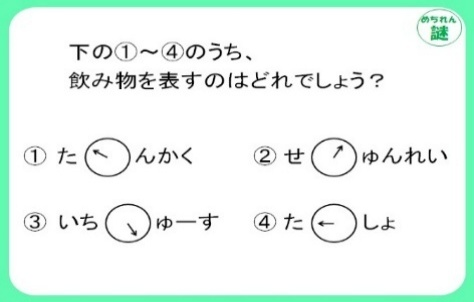 めちれん
謎
下の①~④のうち、
飲み物を表すのはどれでしょう?
① た んかく
② せ ゅんれい
③ いち ゅーす
④ た しょ